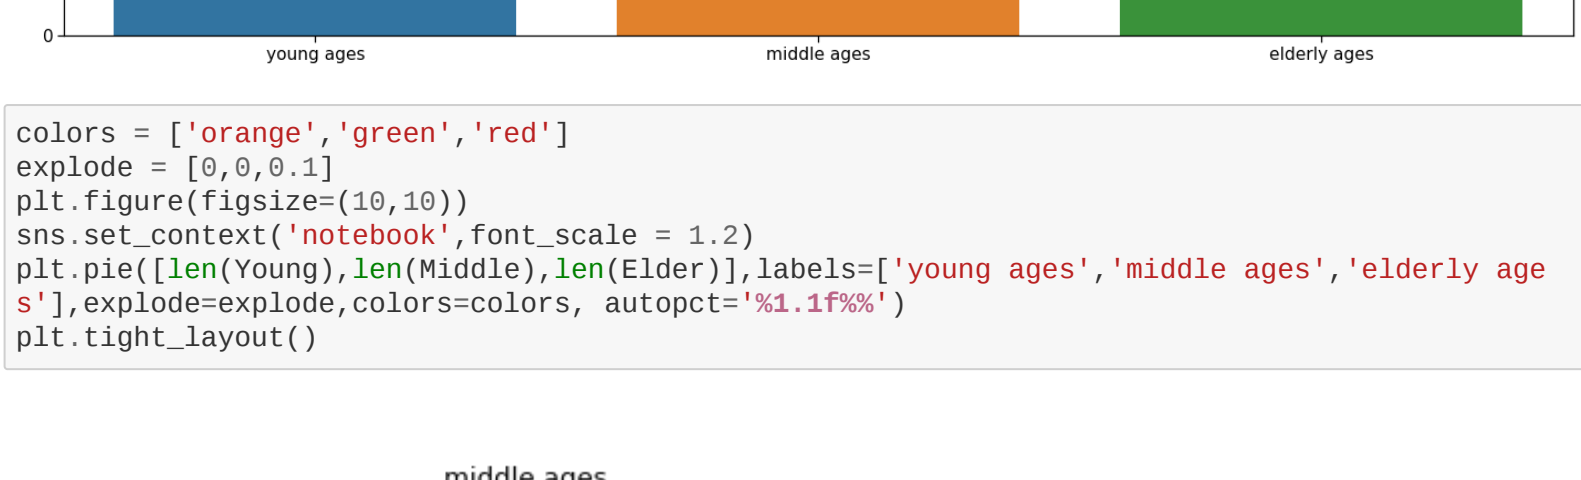 0
young ages middle ages elderly ages
colors = ['orange','green','red']
explode = [0,0,0.1]
plt.figure(figsize=(10,10))
sns.set_context('notebook',font_scale = 1.2)
plt.pie([len(Young),len(Middle),len(Elder)],labels=['young ages','middle ages','elderly age
s'],explode=explode,colors=colors, autopct='%1.1f%%')
plt.tight_layout()
middle ages